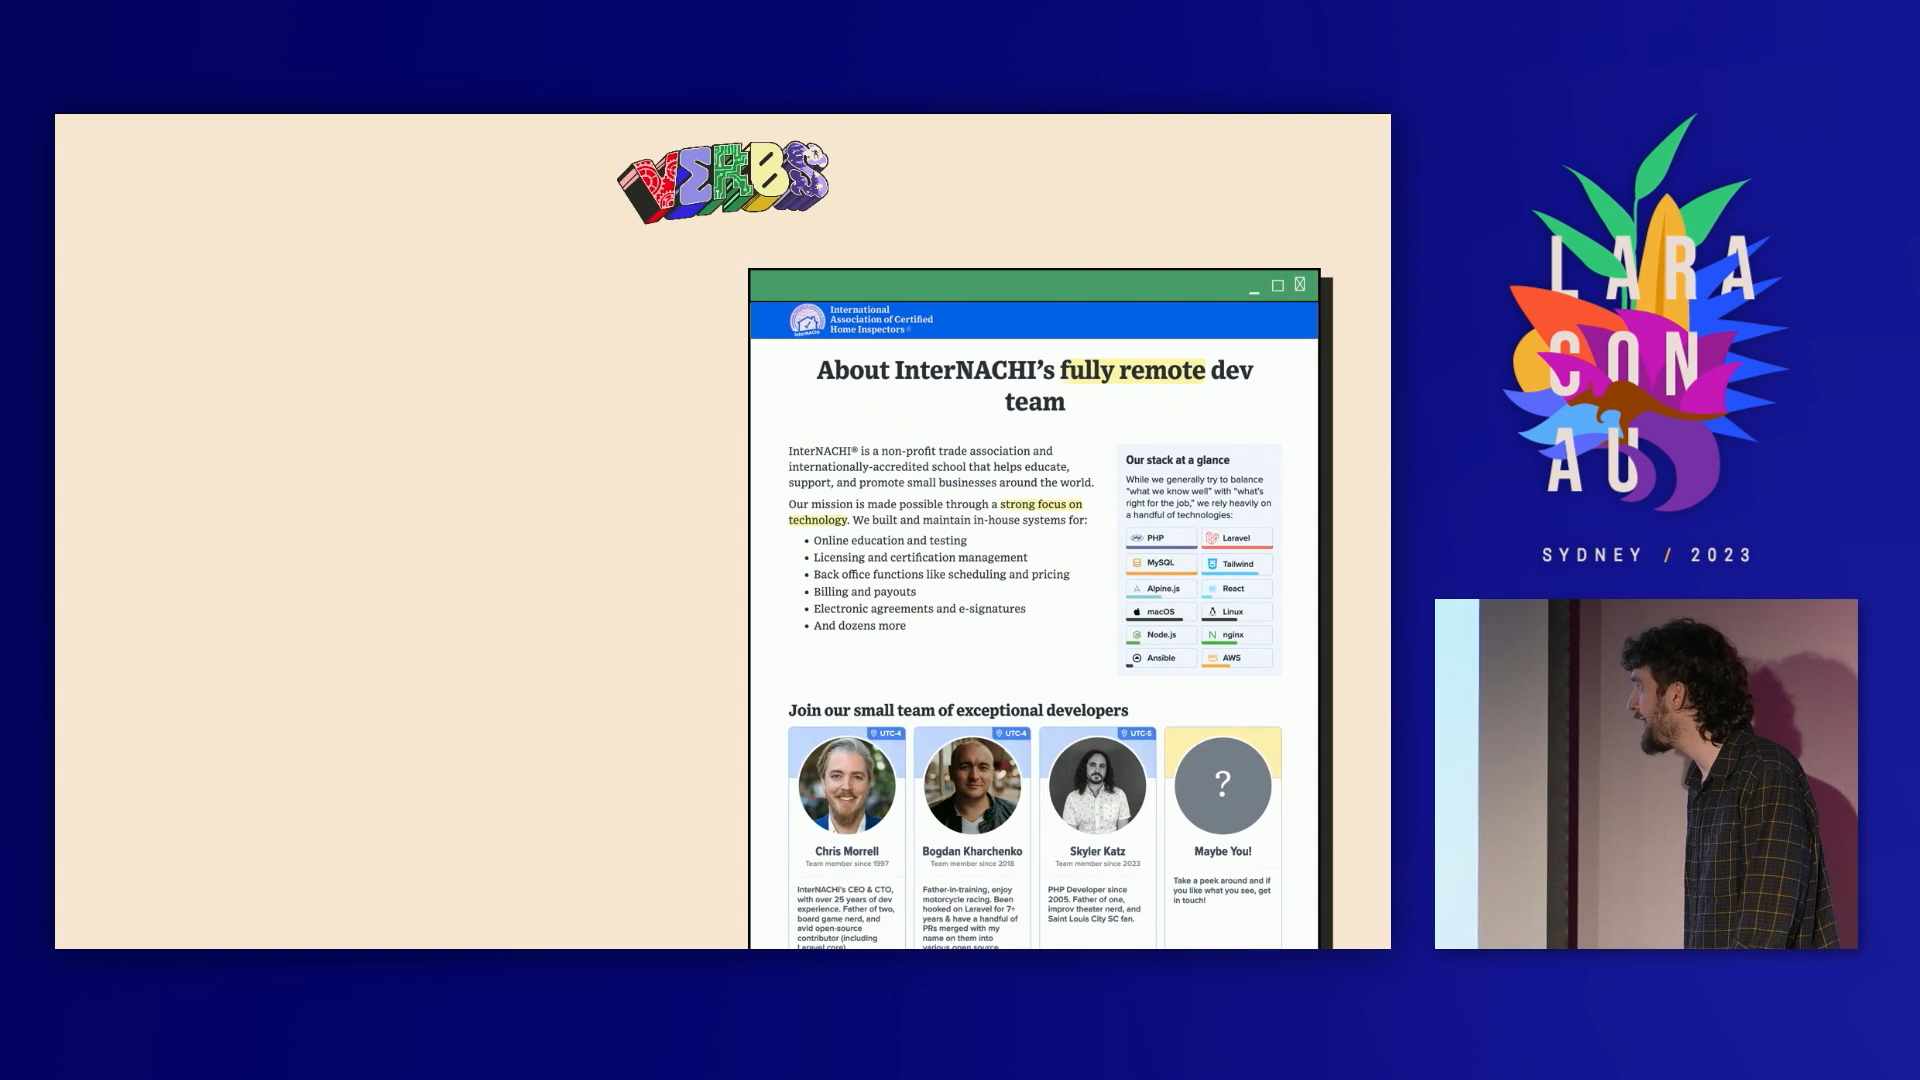 VERBS
International
Association of Certified
Home Inspectors®
InterNACHI
About InterNACHI's fully remote dev
team
InterNACHI® is a non-profit trade association and
internationally-accredited school that helps educate,
support, and promote small businesses around the world.
Our mission is made possible through a strong focus on
technology. We built and maintain in-house systems for:
• Online education and testing
• Licensing and certification management
• Back office functions like scheduling and pricing
• Billing and payouts
• Electronic agreements and e-signatures
• And dozens more
Our stack at a glance
While we generally try to balance
“what we know well” with “what's
right for the job,” we rely heavily on
a handful of technologies:
PHP
Laravel
MySQL
Tailwind
Alpine.js
React
macOS
Linux
Node.js
nginx
Ansible
AWS
Join our small team of exceptional developers
UTC-4
Chris Morrell
Team member since 1997
InterNACHI's CEO & CTO,
with over 25 years of dev
experience. Father of two,
board game nerd, and
avid open-source
contributor (including
Laravel core)
UTC-4
Bogdan Kharchenko
Team member since 2018
Father-in-training, enjoy
motorcycle racing. Been
hooked on Laravel for 7+
years & have a handful of
PRs merged with my
name on them into
various open source
UTC-5
Skyler Katz
Team member since 2023
PHP Developer since
2005. Father of one,
improv theater nerd, and
Saint Louis City SC fan.
?
Maybe You!
Take a peek around and if
you like what you see, get
in touch!
LARA
CON
AU
SYDNEY / 2023